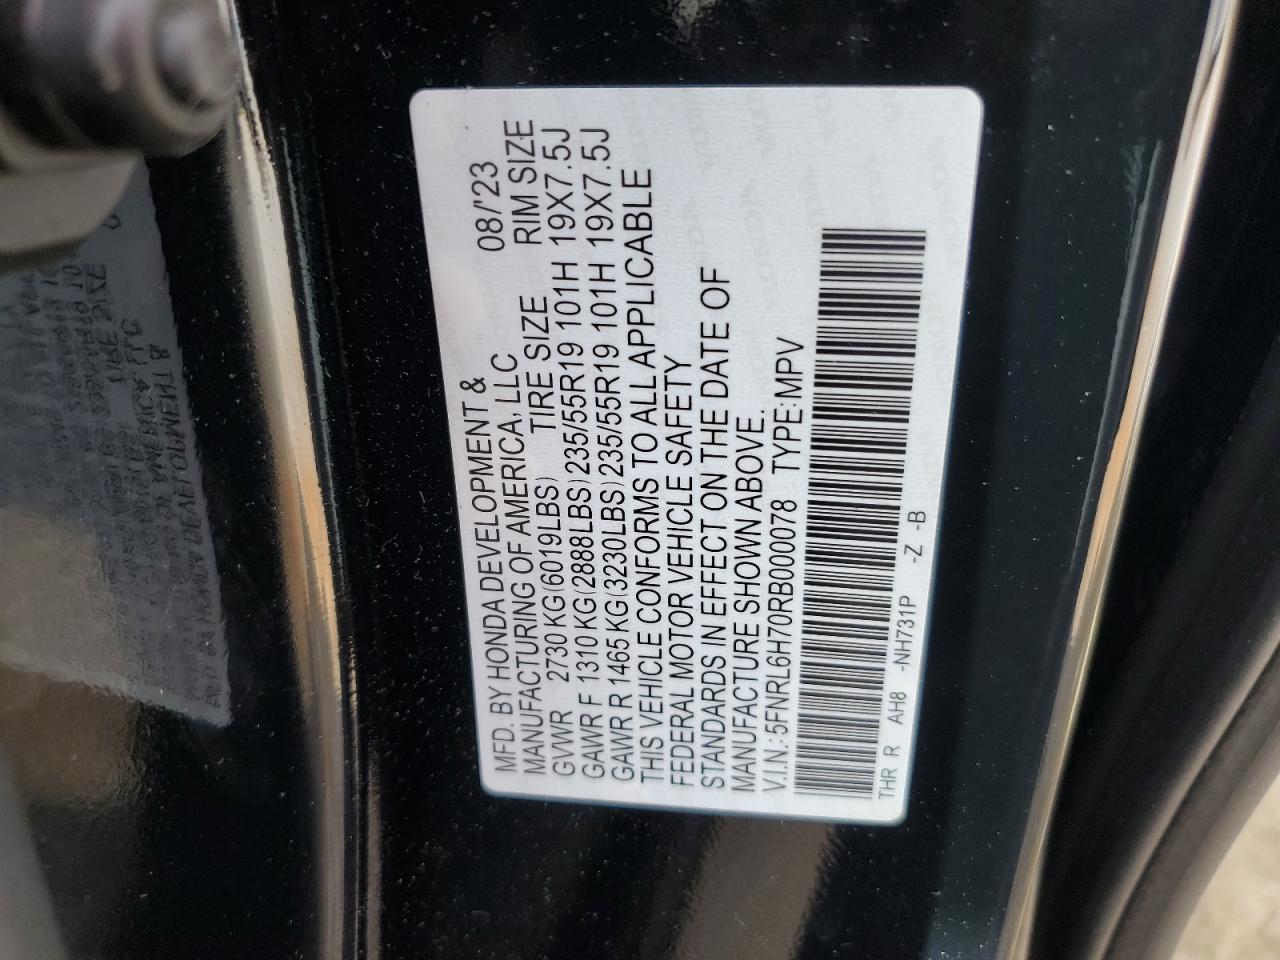 MFD. BY HONDA DEVELOPMENT & 08/'23
MANUFACTURING OF AMERICA, LLC
GVWR 2730 KG(6019LBS) TIRE SIZE RIM SIZE
GAWR F 1310 KG(2888LBS) 235/55R19 101H 19X7.5J
GAWR R 1465 KG(3230LBS) 235/55R19 101H 19X7.5J
THIS VEHICLE CONFORMS TO ALL APPLICABLE
FEDERAL MOTOR VEHICLE SAFETY
STANDARDS IN EFFECT ON THE DATE OF
MANUFACTURE SHOWN ABOVE.
V.I.N.:5FNRL6H70RB000078 TYPE:MPV
THR R AH8 -NH731P -Z -B